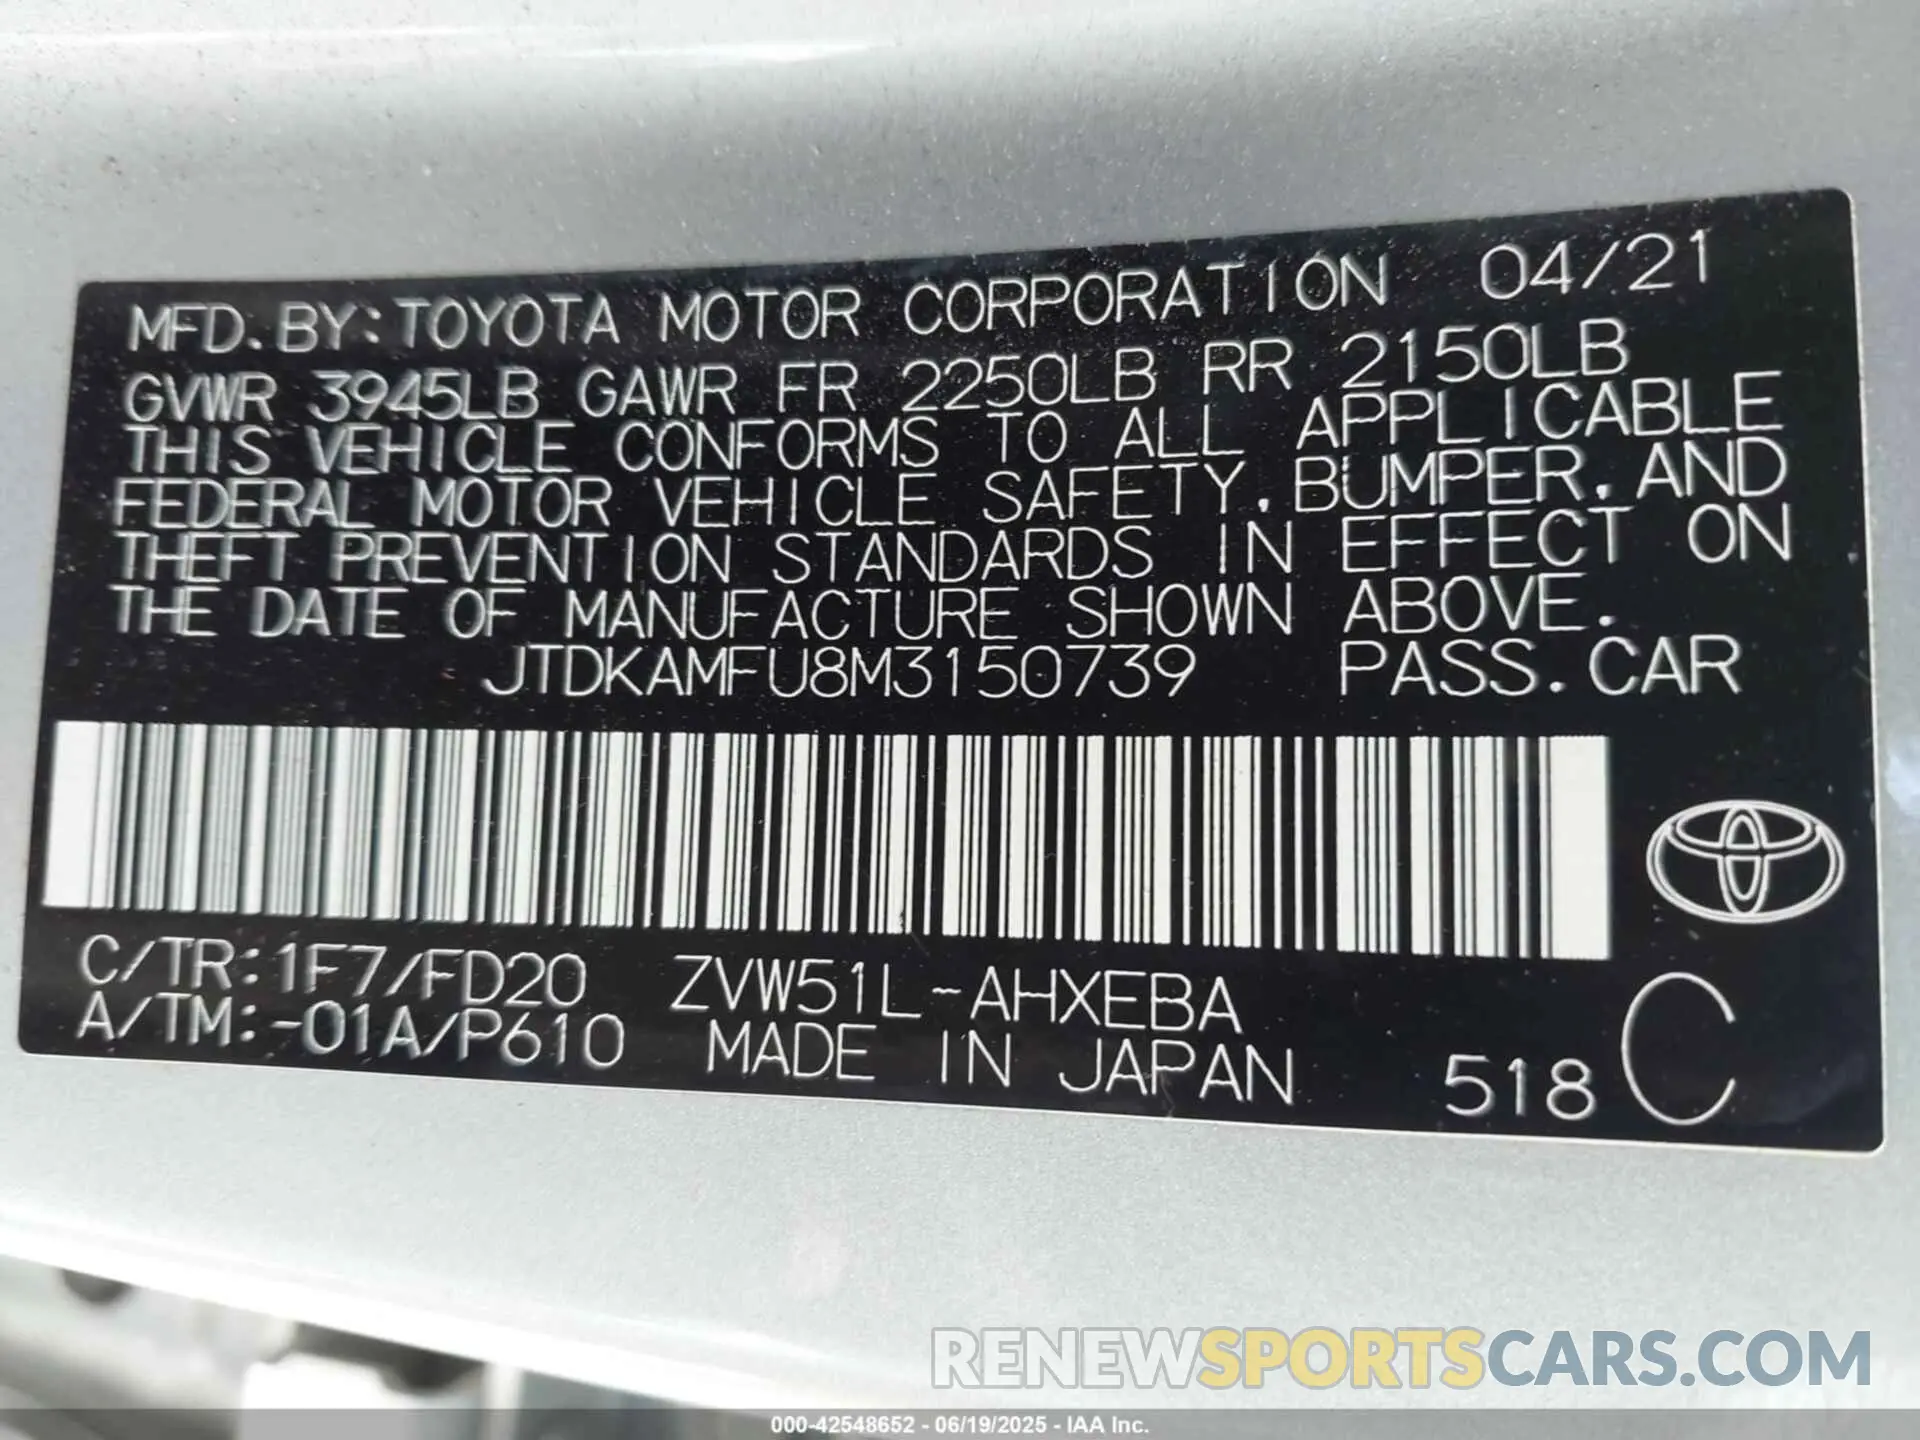 MFD. BY: TOYOTA MOTOR CORPORATION 04/21
GVWR 3945LB GAWR FR 2250LB RR 2150LB
THIS VEHICLE CONFORMS TO ALL APPLICABLE
FEDERAL MOTOR VEHICLE SAFETY, BUMPER, AND
THEFT PREVENTION STANDARDS IN EFFECT ON
THE DATE OF MANUFACTURE SHOWN ABOVE.
JTDKAMFU8M3150739 PASS. CAR
C/TR: 1F7/FD20 ZVW51L-AHXEBA
A/TM: -01A/P610 MADE IN JAPAN 518 C
RENEWSPORTSCARS.COM
000-42548652 - 06/19/2025 - IAA Inc.